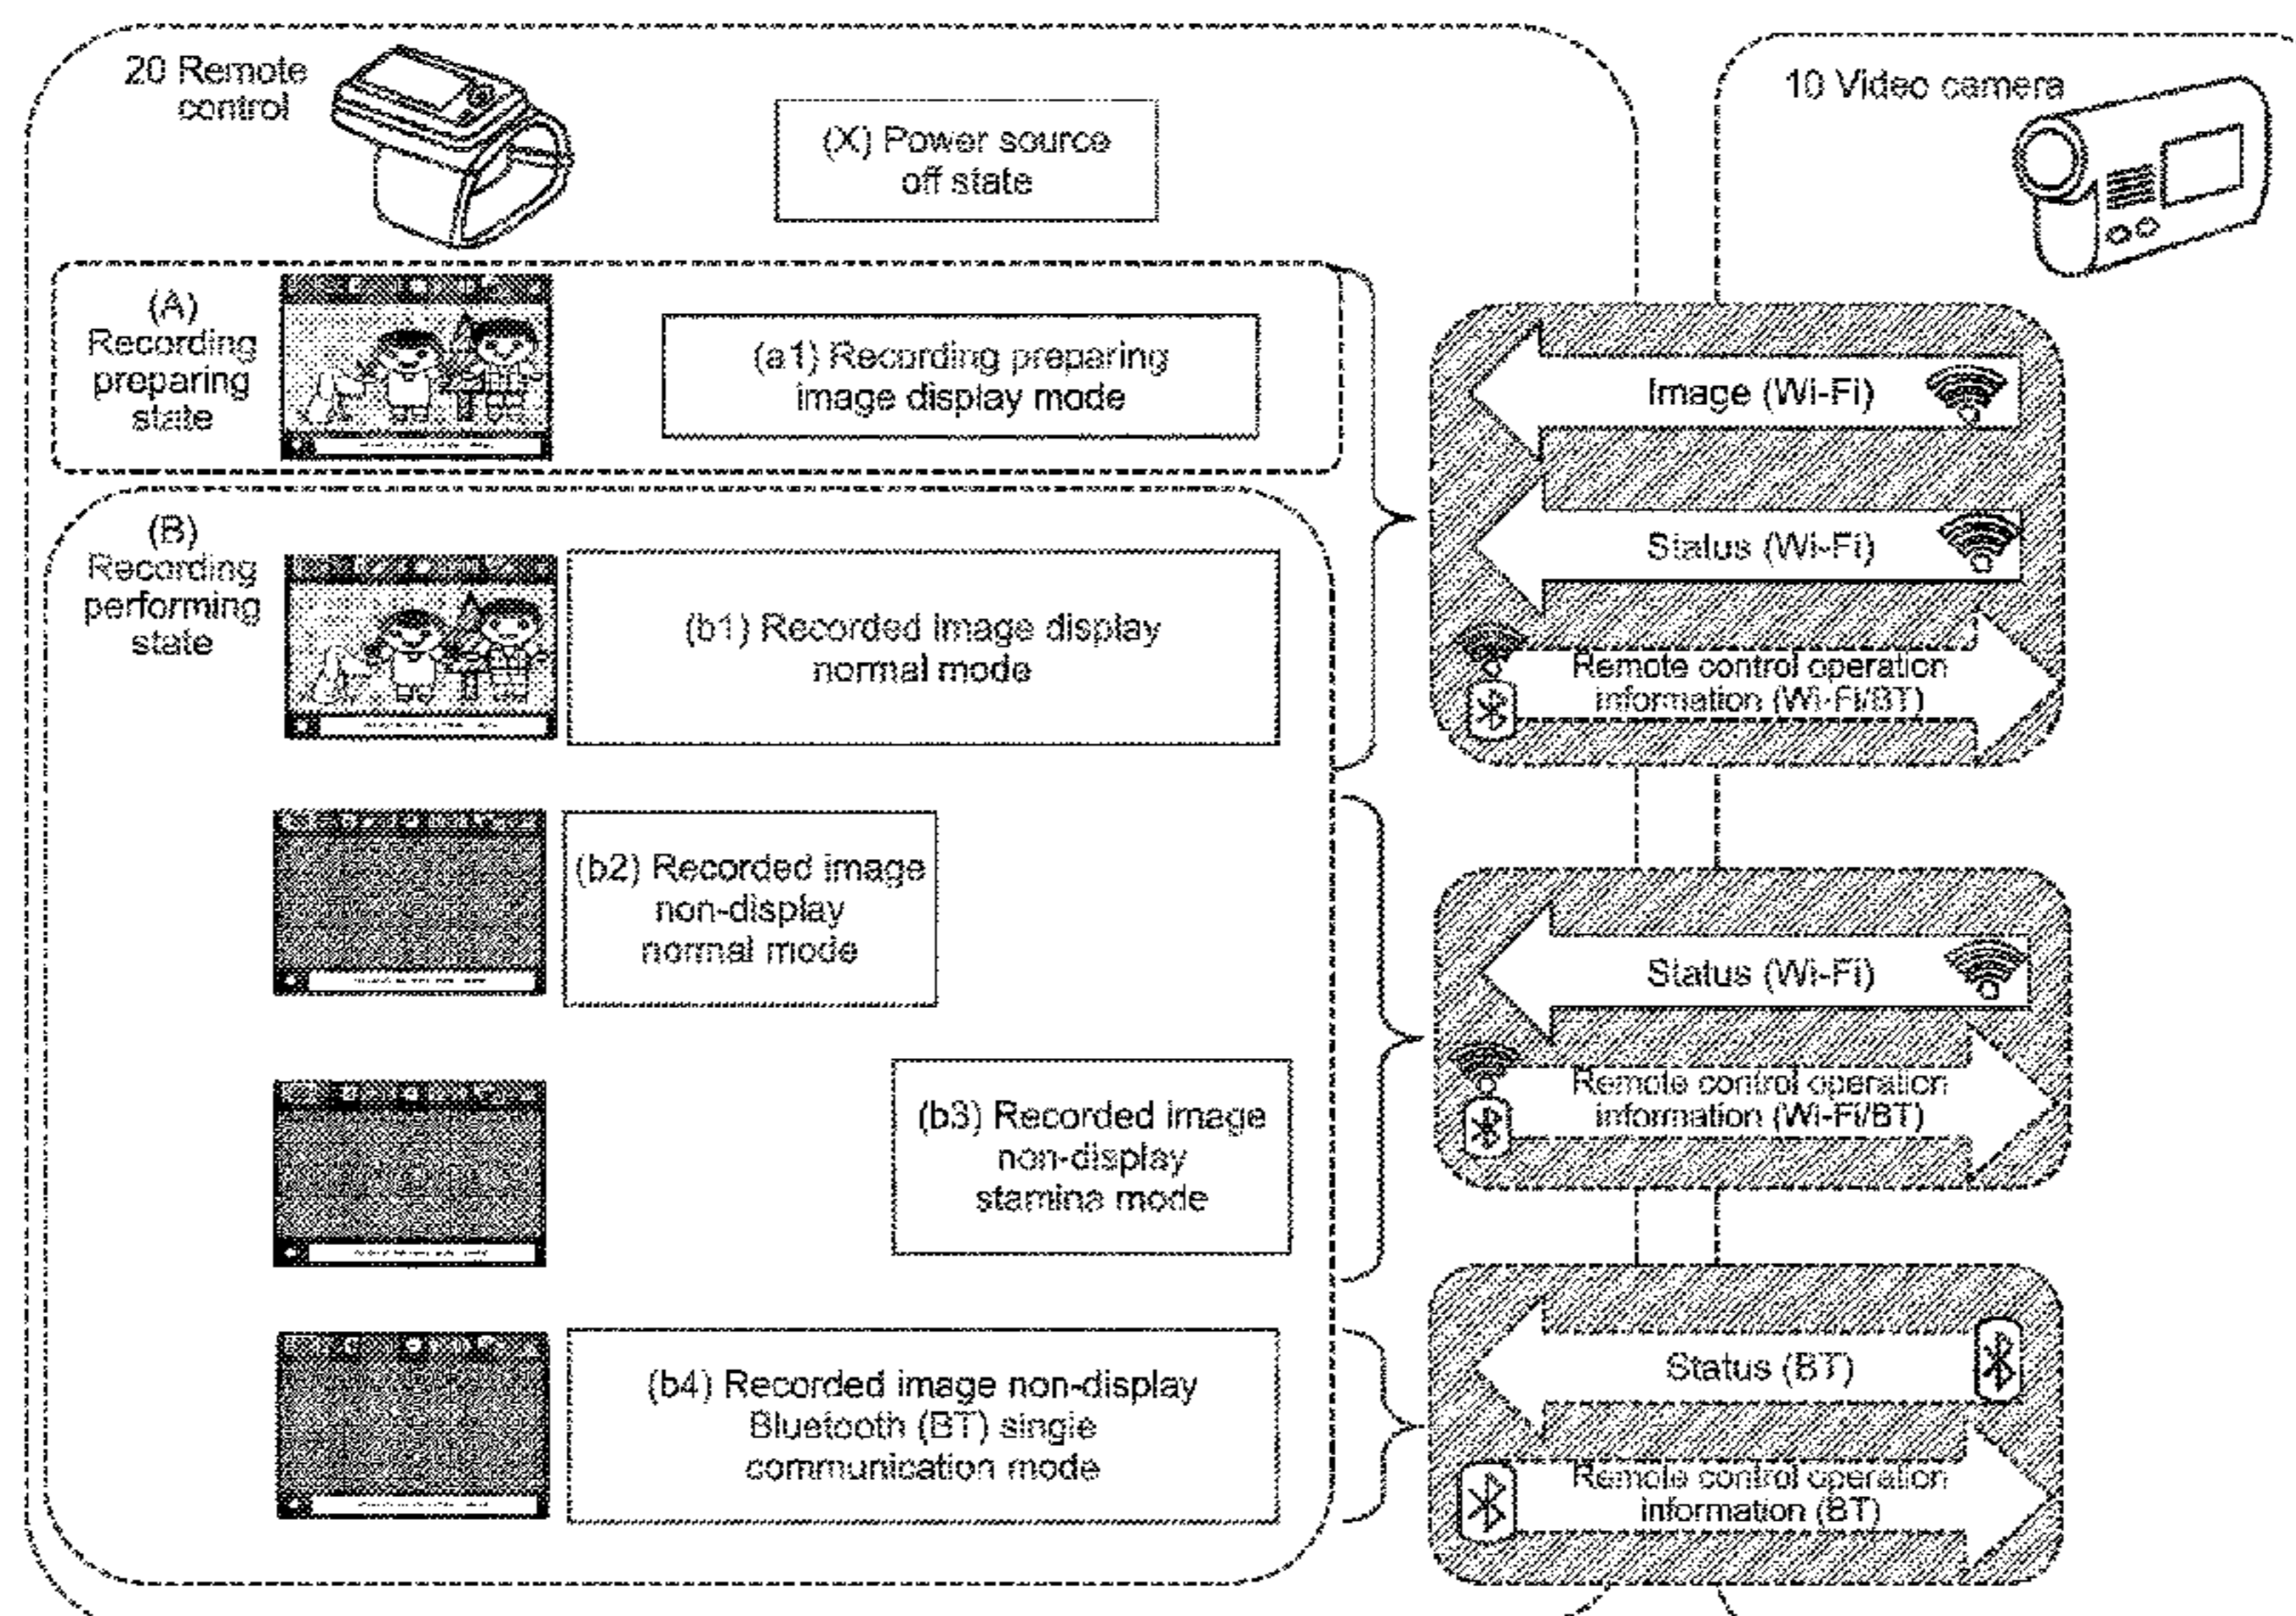 20 Remote
control
(X) Power source
off state
10 Video camera
(A)
Recording
preparing
state
(a1) Recording preparing
image display mode
Image (Wi-Fi)
Status (Wi-Fi)
Remote control operation
information (Wi-Fi/BT)
(B)
Recording
performing
state
(b1) Recorded image display
normal mode
(b2) Recorded image
non-display
normal mode
(b3) Recorded image
non-display
stamina mode
Status (Wi-Fi)
Remote control operation
information (Wi-Fi/BT)
(b4) Recorded image non-display
Bluetooth (BT) single
communication mode
Status (BT)
Remote control operation
information (BT)